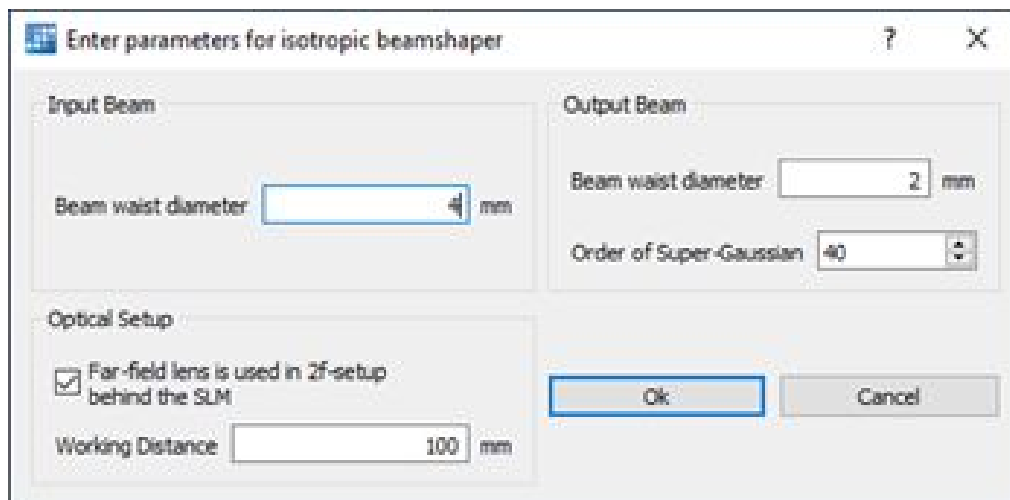 Enter parameters for isotropic beamshaper
?
Input Beam
Beam waist diameter 4 mm
Output Beam
Beam waist diameter 2 mm
Order of Super-Gaussian 40
Optical Setup
Far-field lens is used in 2f-setup
behind the SLM
Working Distance 100 mm
Ok
Cancel